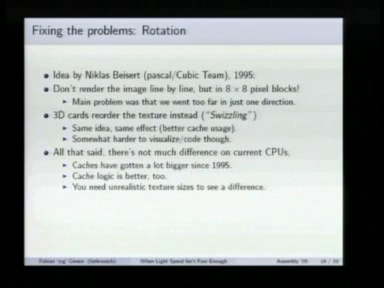 Fixing the problems: Rotation
Idea by Niklas Beisert (pascal/Cubic Team), 1995:
Don't render the image line by line, but in 8 × 8 pixel blocks!
Main problem was that we went too far in just one direction.
3D cards reorder the texture instead ("Swizzling")
Same idea, same effect (better cache usage).
Somewhat harder to visualize/code though.
All that said, there's not much difference on current CPUs.
Caches have gotten a lot bigger since 1995.
Cache logic is better, too.
You need unrealistic texture sizes to see a difference.
Fabian 'ryg' Giesen (farbrausch) When Light Speed Isn't Fast Enough Assembly '05